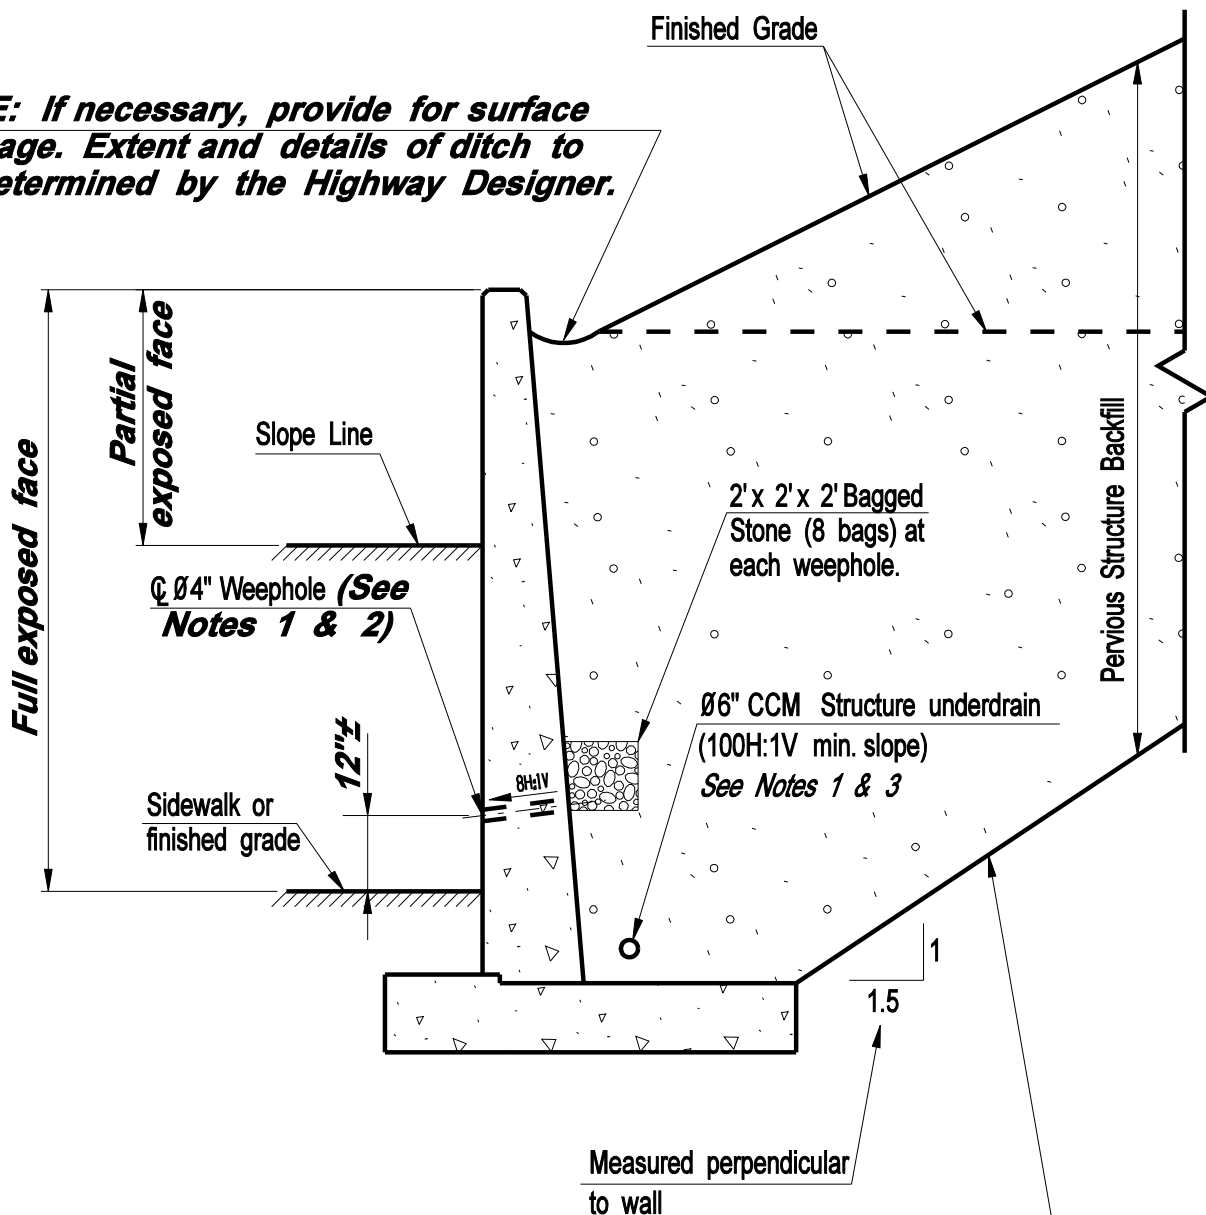 Finished Grade
E: If necessary, provide for surface
age. Extent and details of ditch to
etermined by the Highway Designer.
Partial
exposed face
Full exposed face
Slope Line
2' x 2' x 2' Bagged
Stone (8 bags) at
each weephole.
Pervious Structure Backfill
℄ Ø4" Weephole (See
Notes 1 & 2)
Ø6" CCM Structure underdrain
(100H:1V min. slope)
See Notes 1 & 3
12"±
8H:1V
Sidewalk or
finished grade
1
1.5
Measured perpendicular
to wall